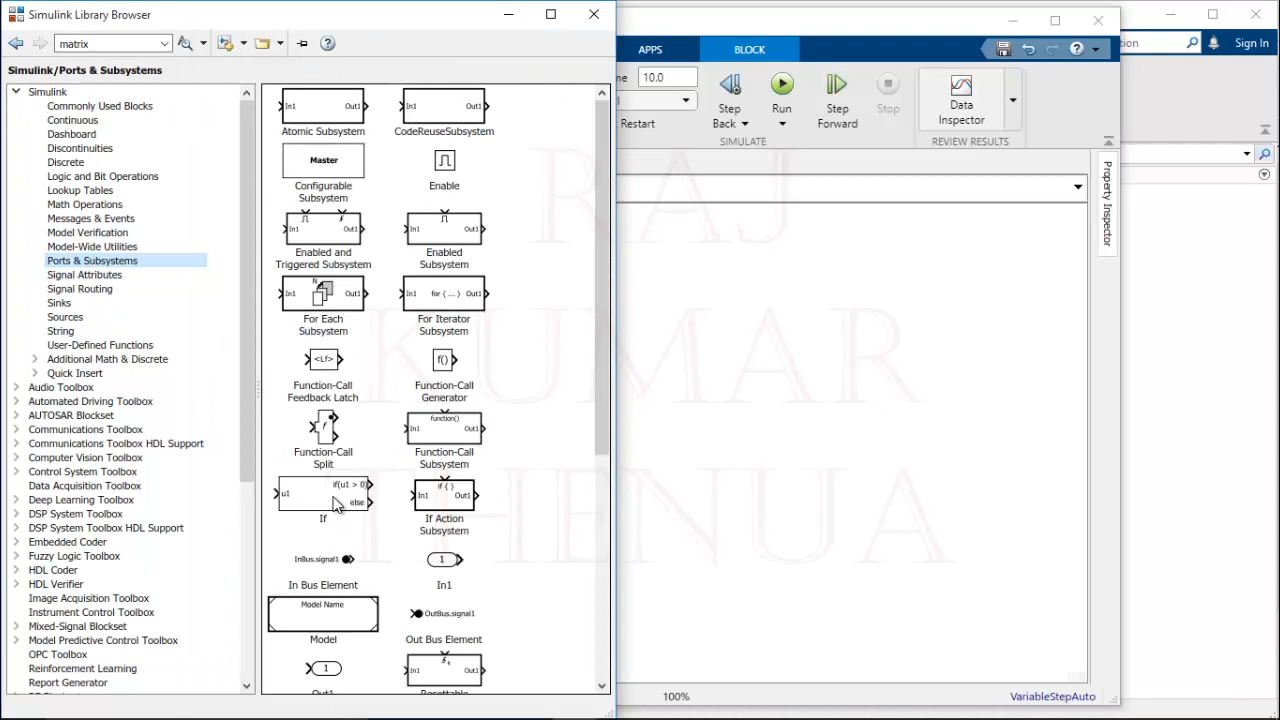 Simulink Library Browser
matrix
Simulink/Ports & Subsystems
Simulink
Commonly Used Blocks
Continuous
Dashboard
Discontinuities
Discrete
Logic and Bit Operations
Lookup Tables
Math Operations
Messages & Events
Model Verification
Model-Wide Utilities
Ports & Subsystems
Signal Attributes
Signal Routing
Sinks
Sources
String
User-Defined Functions
Additional Math & Discrete
Quick Insert
Audio Toolbox
Automated Driving Toolbox
AUTOSAR Blockset
Communications Toolbox
Communications Toolbox HDL Support
Computer Vision Toolbox
Control System Toolbox
Data Acquisition Toolbox
Deep Learning Toolbox
DSP System Toolbox
DSP System Toolbox HDL Support
Embedded Coder
Fuzzy Logic Toolbox
HDL Coder
HDL Verifier
Image Acquisition Toolbox
Instrument Control Toolbox
Mixed-Signal Blockset
Model Predictive Control Toolbox
OPC Toolbox
Reinforcement Learning
Report Generator
In1 Out1
Atomic Subsystem
In1 Out1
CodeReuseSubsystem
Master
Configurable
Subsystem
Enable
In1 Out1
Enabled and
Triggered Subsystem
In1 Out1
Enabled
Subsystem
N
In1 Out1
For Each
Subsystem
In1 for { ... } Out1
For Iterator
Subsystem
<Lf>
Function-Call
Feedback Latch
f()
Function-Call
Generator
f
Function-Call
Split
function()
In1 Out1
Function-Call
Subsystem
u1 if(u1 > 0)
else
If
if { }
In1 Out1
If Action
Subsystem
InBus.signal1
In Bus Element
1
In1
Model Name
Model
OutBus.signal1
Out Bus Element
1
Out1
In1 Out1
Resettable
APPS
BLOCK
10.0
Restart
Step
Back
Run
Step
Forward
Stop
SIMULATE
Data
Inspector
REVIEW RESULTS
Property Inspector
Sign In
RAJ
KUMAR
THENUA
100%
VariableStepAuto